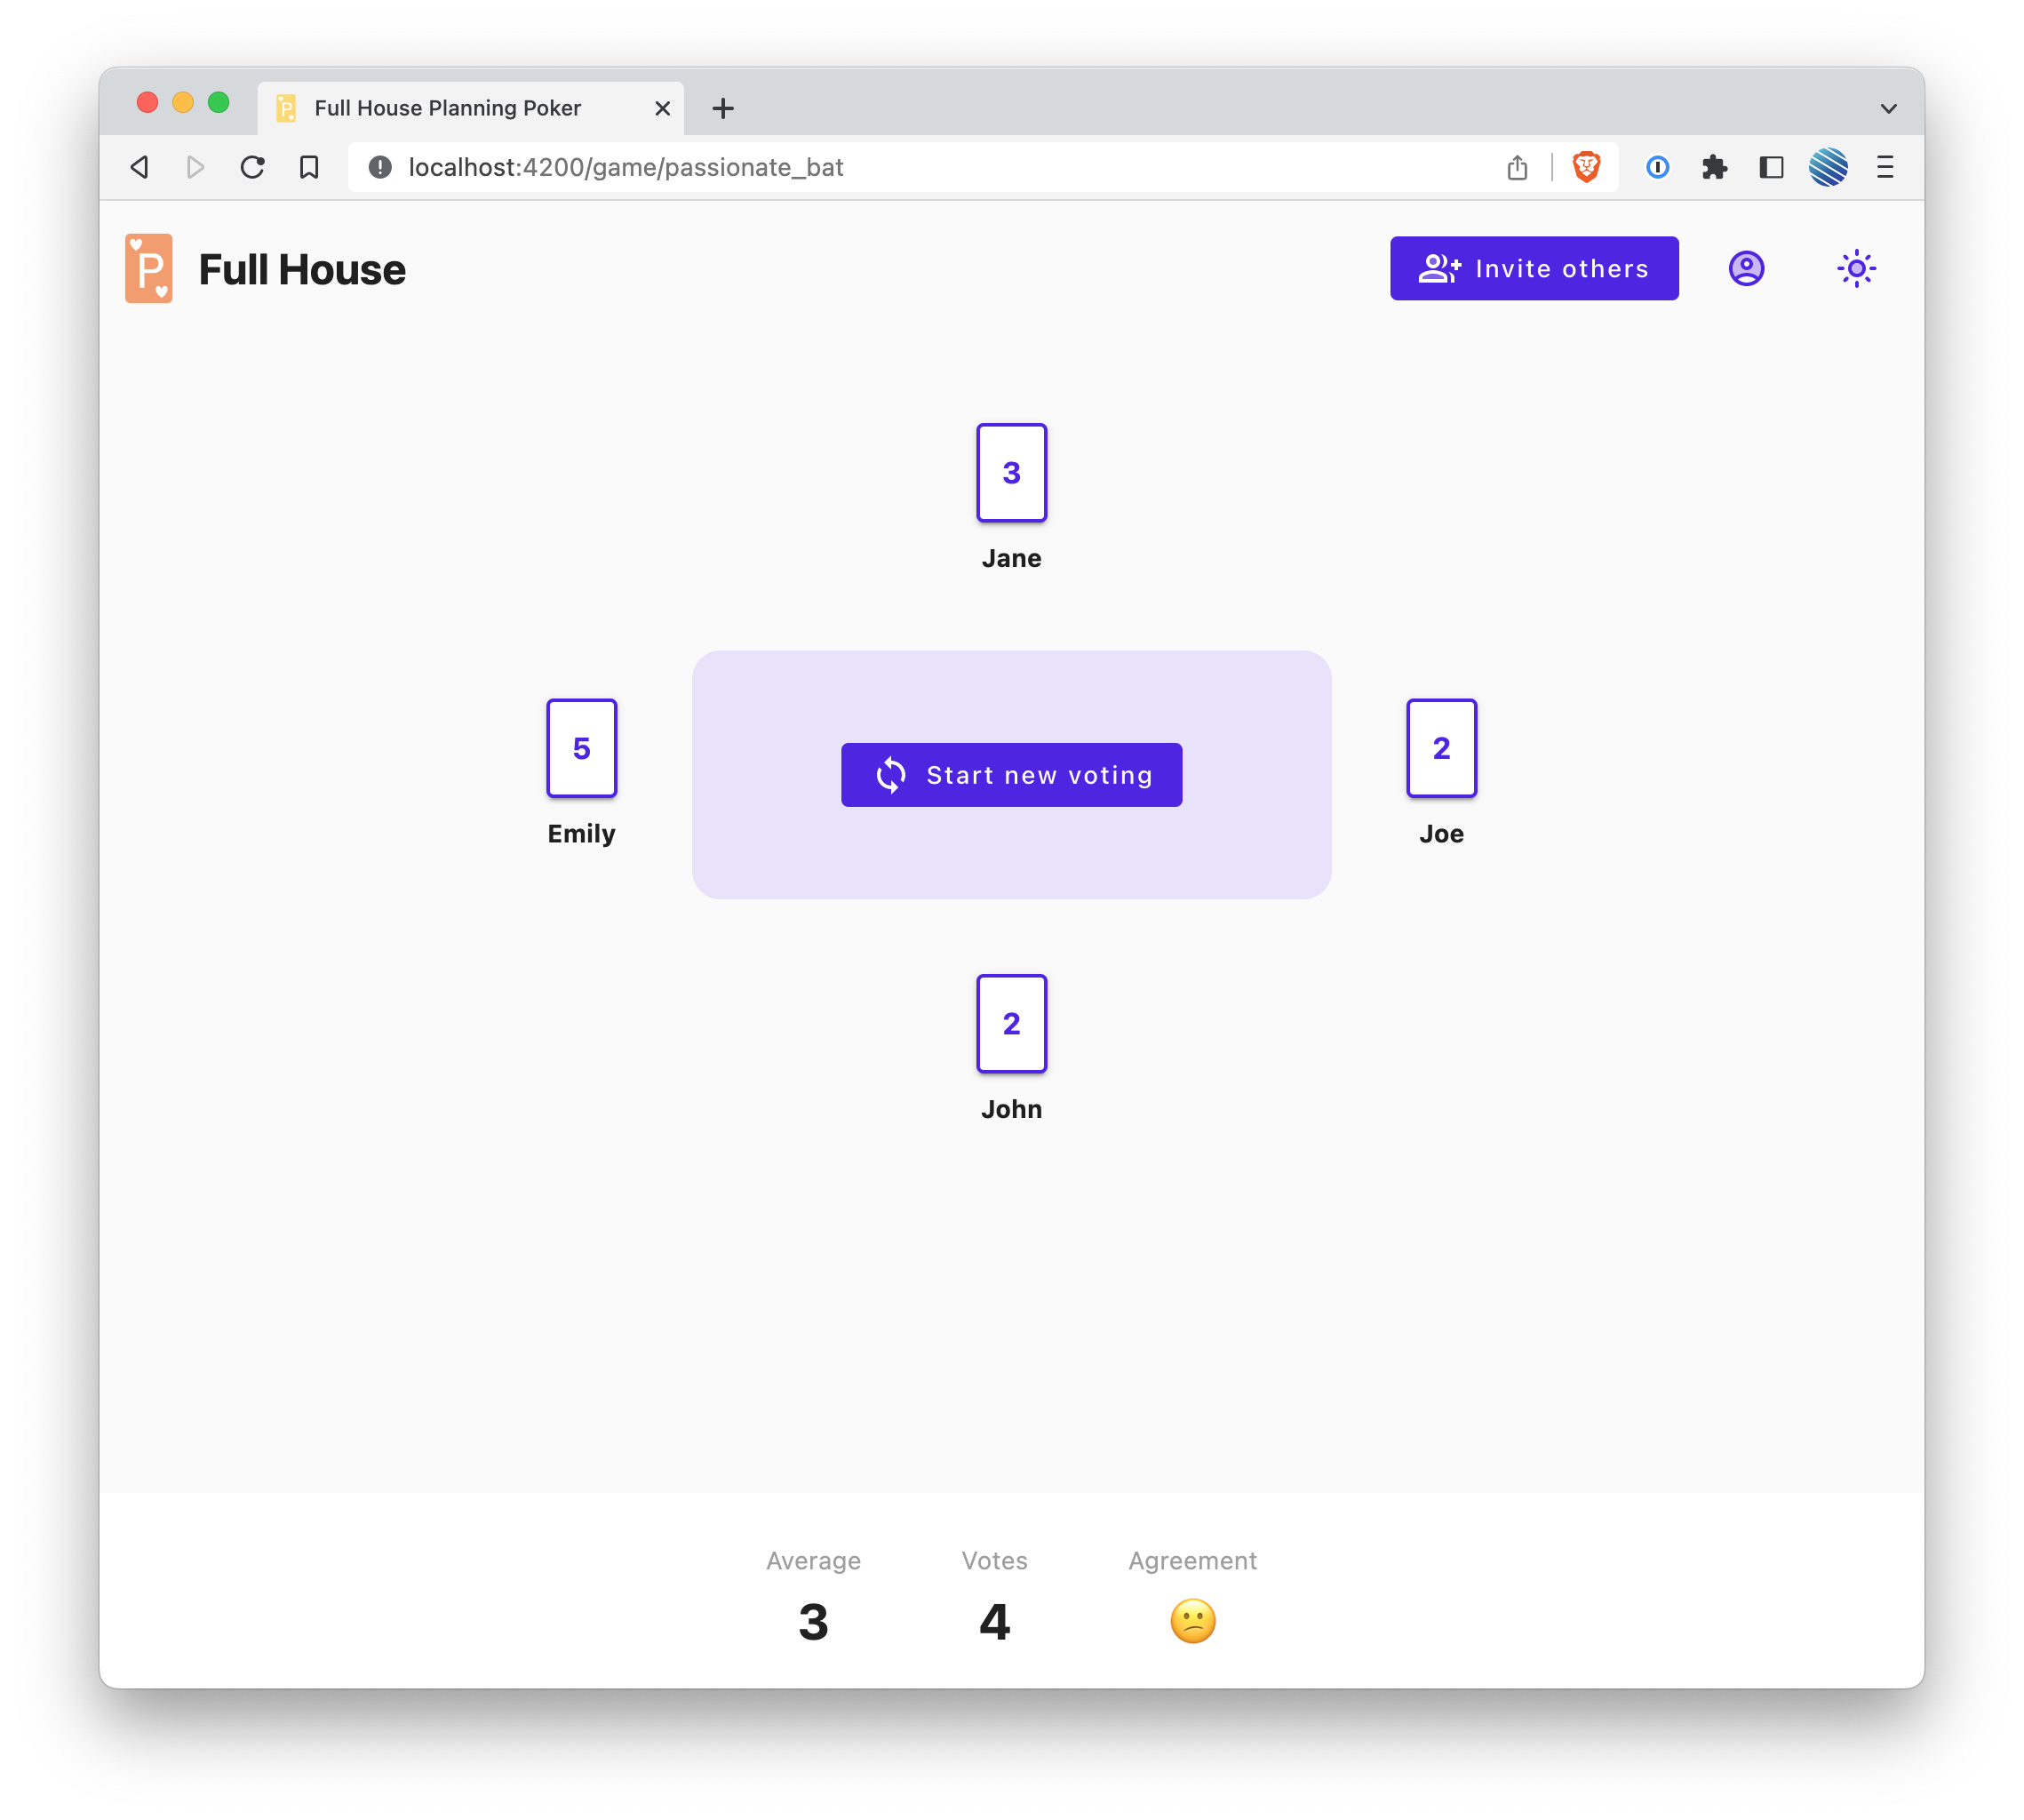 Full House Planning Poker
localhost:4200/game/passionate_bat
P
Full House
Invite others
3
Jane
5
Emily
Start new voting
2
Joe
2
John
Average
Votes
Agreement
3
4